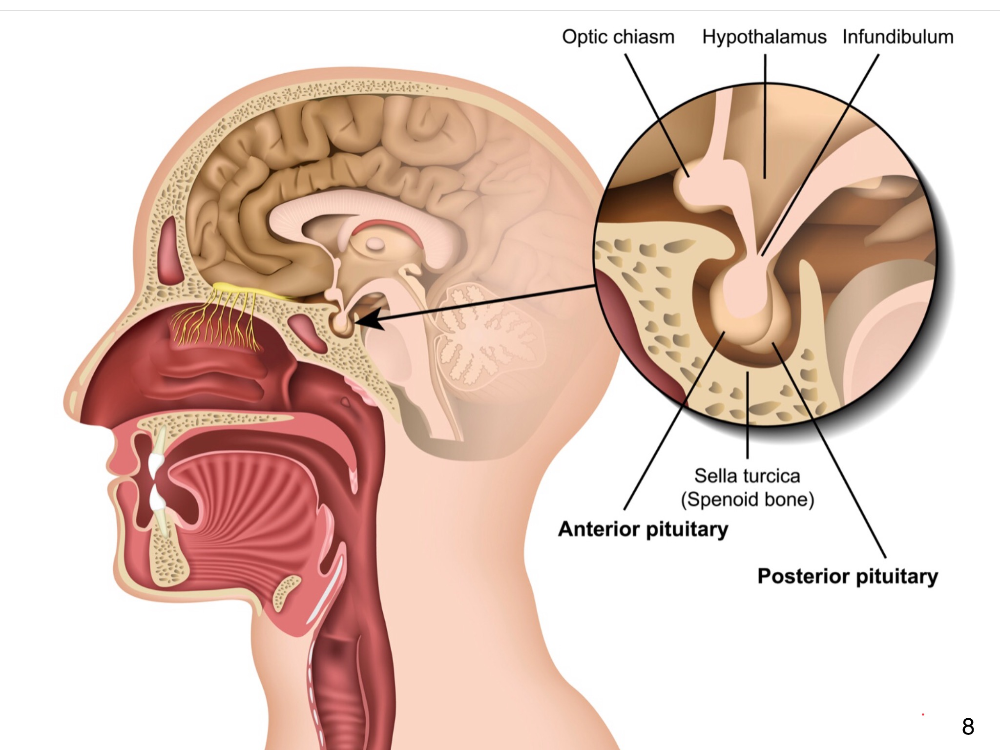 Optic chiasm
Hypothalamus
Infundibulum
Sella turcica
(Spenoid bone)
Anterior pituitary
Posterior pituitary
8